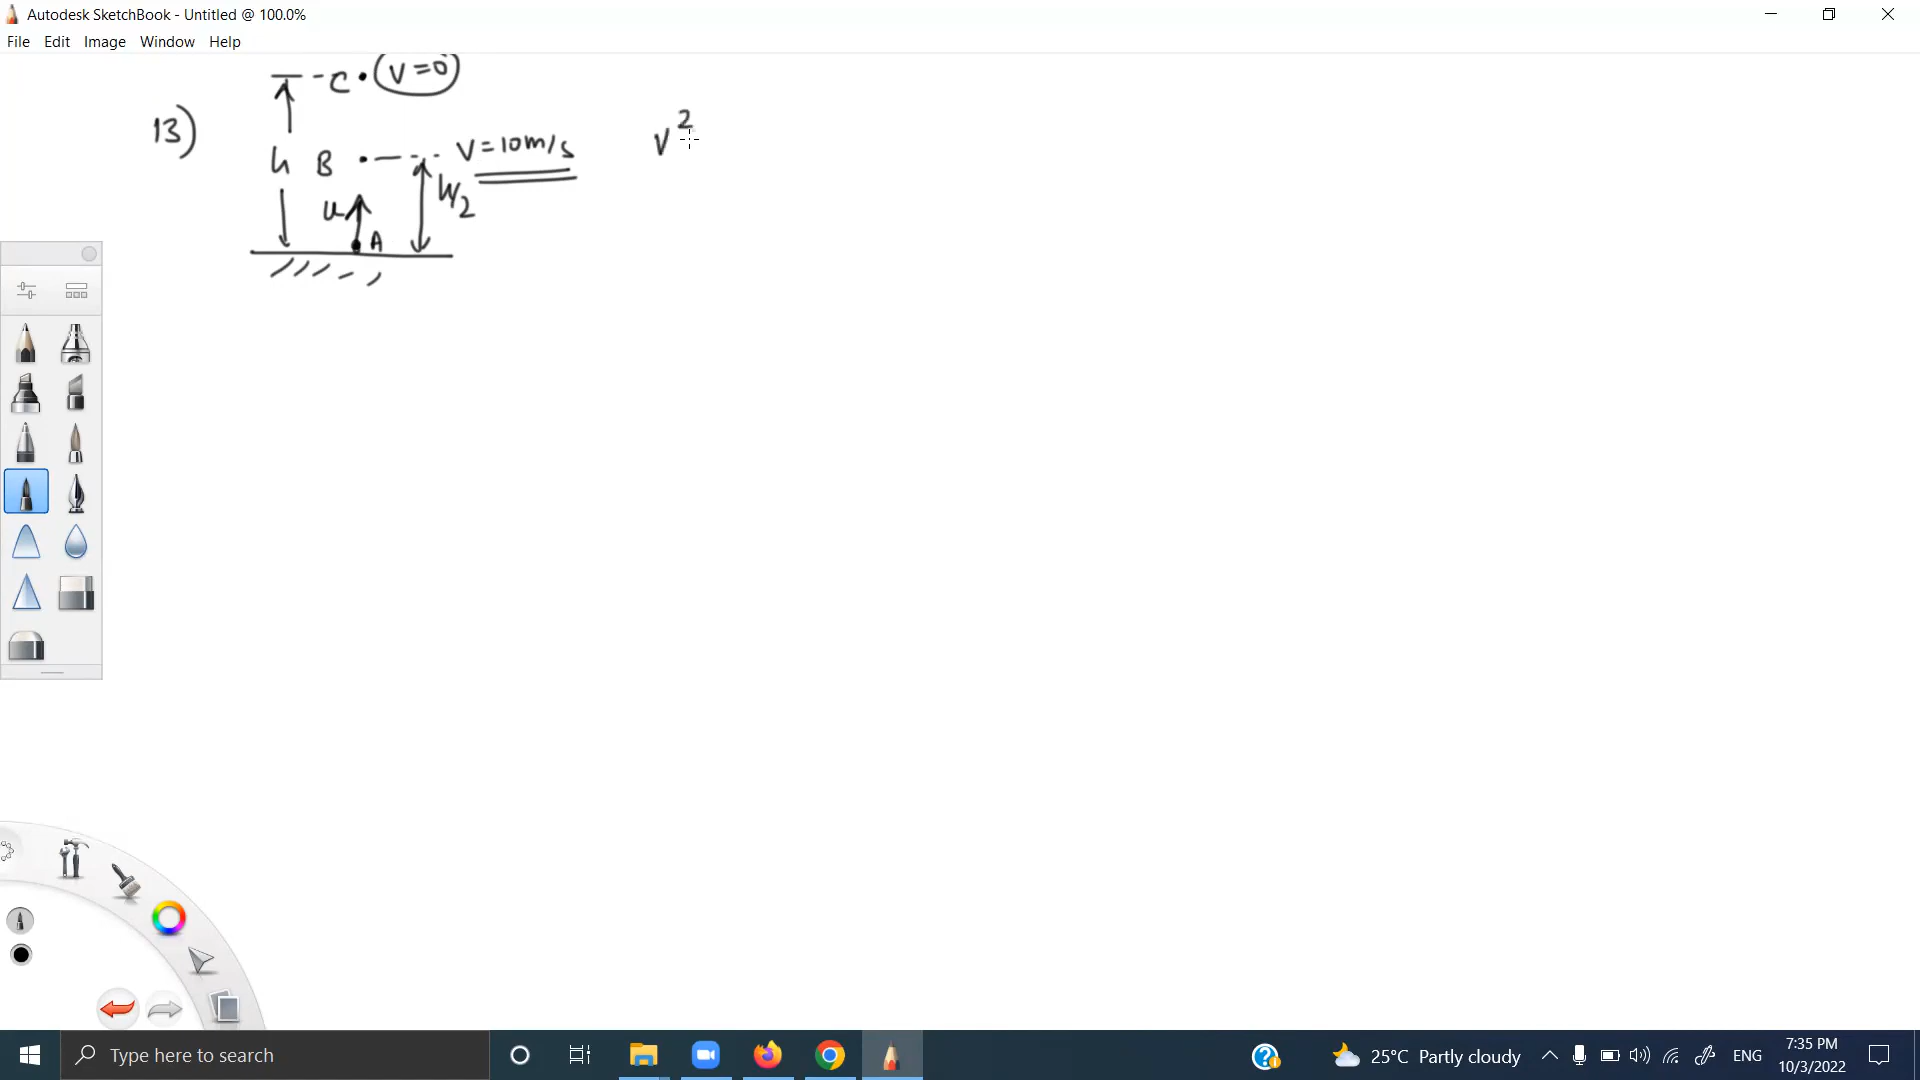 Autodesk SketchBook - Untitled @ 100.0%
File Edit Image Window Help
C (V=0)
13)
h B V=10m/s
h/2
u
A
V²
Type here to search
25°C Partly cloudy
ENG
7:35 PM
10/3/2022